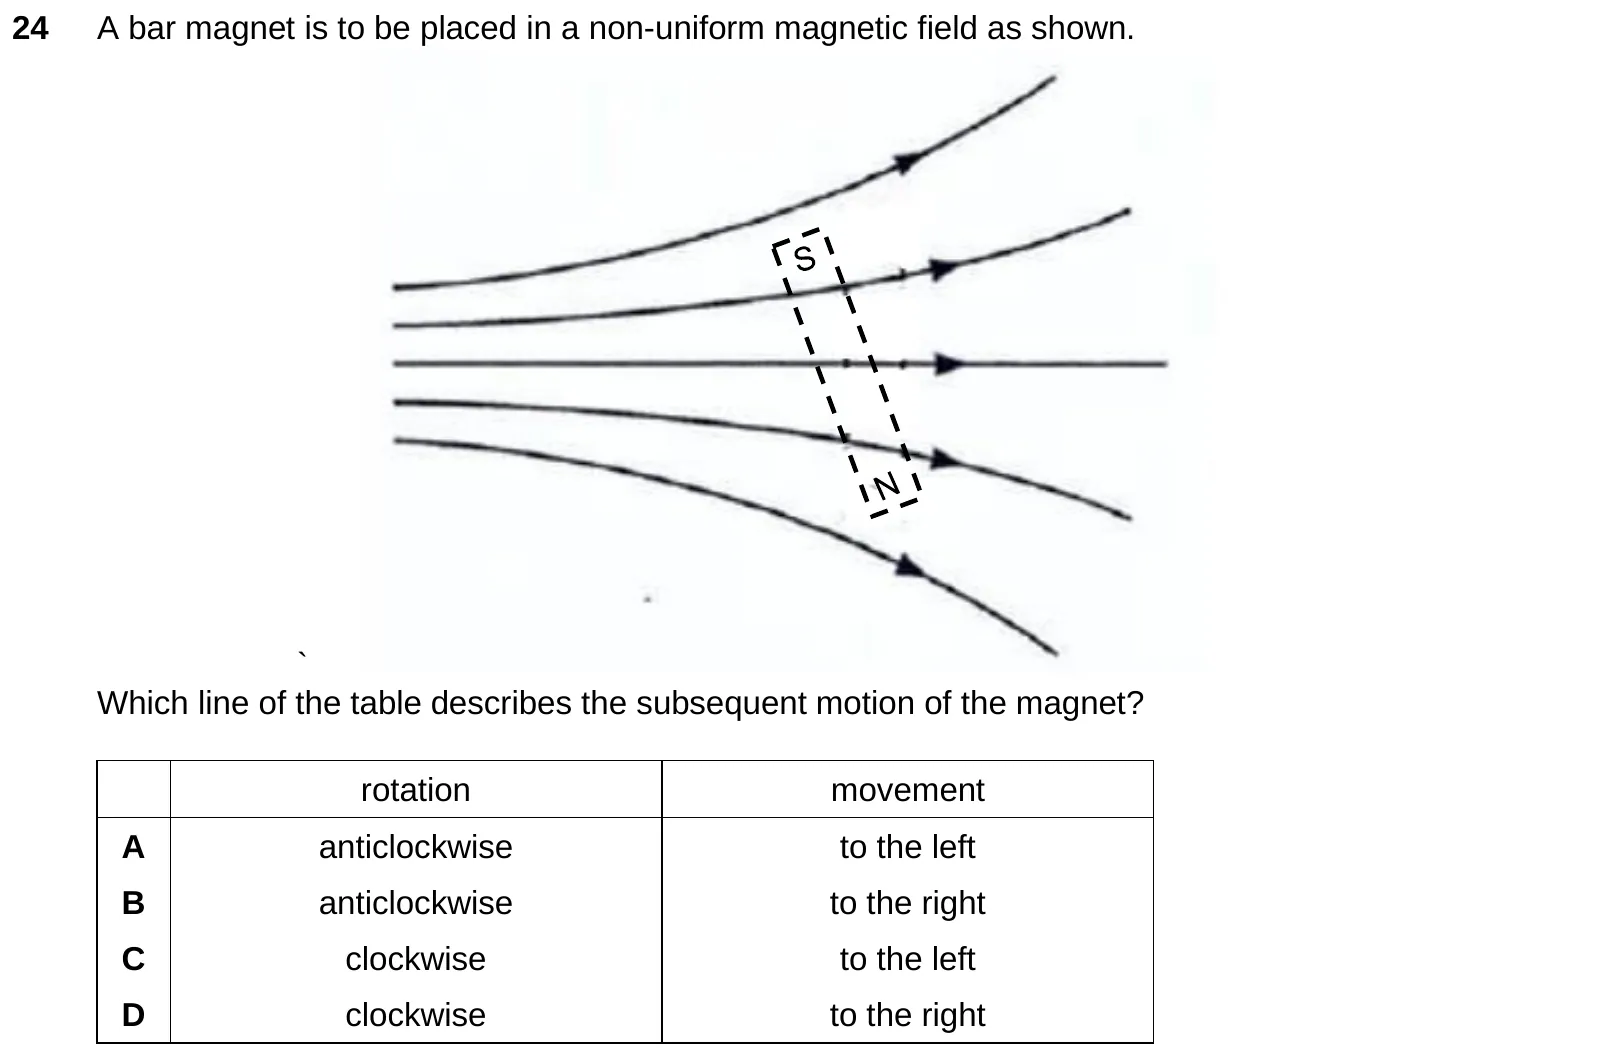 24 A bar magnet is to be placed in a non-uniform magnetic field as shown.
S
N
`
Which line of the table describes the subsequent motion of the magnet?
rotation movement
A anticlockwise to the left
B anticlockwise to the right
C clockwise to the left
D clockwise to the right